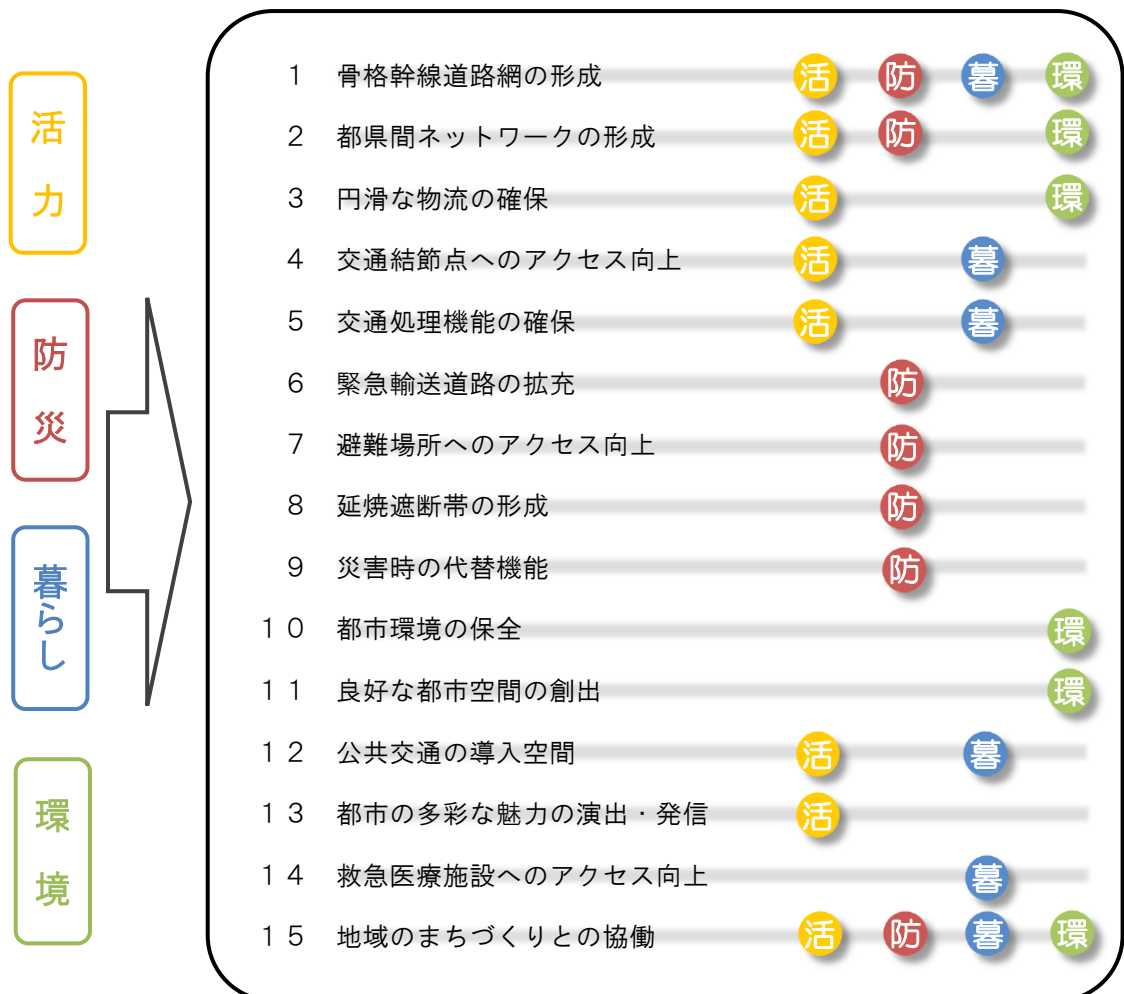 活力
防災
暮らし
環境
1 骨格幹線道路網の形成 活 防 暮 環
2 都県間ネットワークの形成 活 防 環
3 円滑な物流の確保 活 環
4 交通結節点へのアクセス向上 活 暮
5 交通処理機能の確保 活 暮
6 緊急輸送道路の拡充 防
7 避難場所へのアクセス向上 防
8 延焼遮断帯の形成 防
9 災害時の代替機能 防
10 都市環境の保全 環
11 良好な都市空間の創出 環
12 公共交通の導入空間 活 暮
13 都市の多彩な魅力の演出・発信 活
14 救急医療施設へのアクセス向上 暮
15 地域のまちづくりとの協働 活 防 暮 環